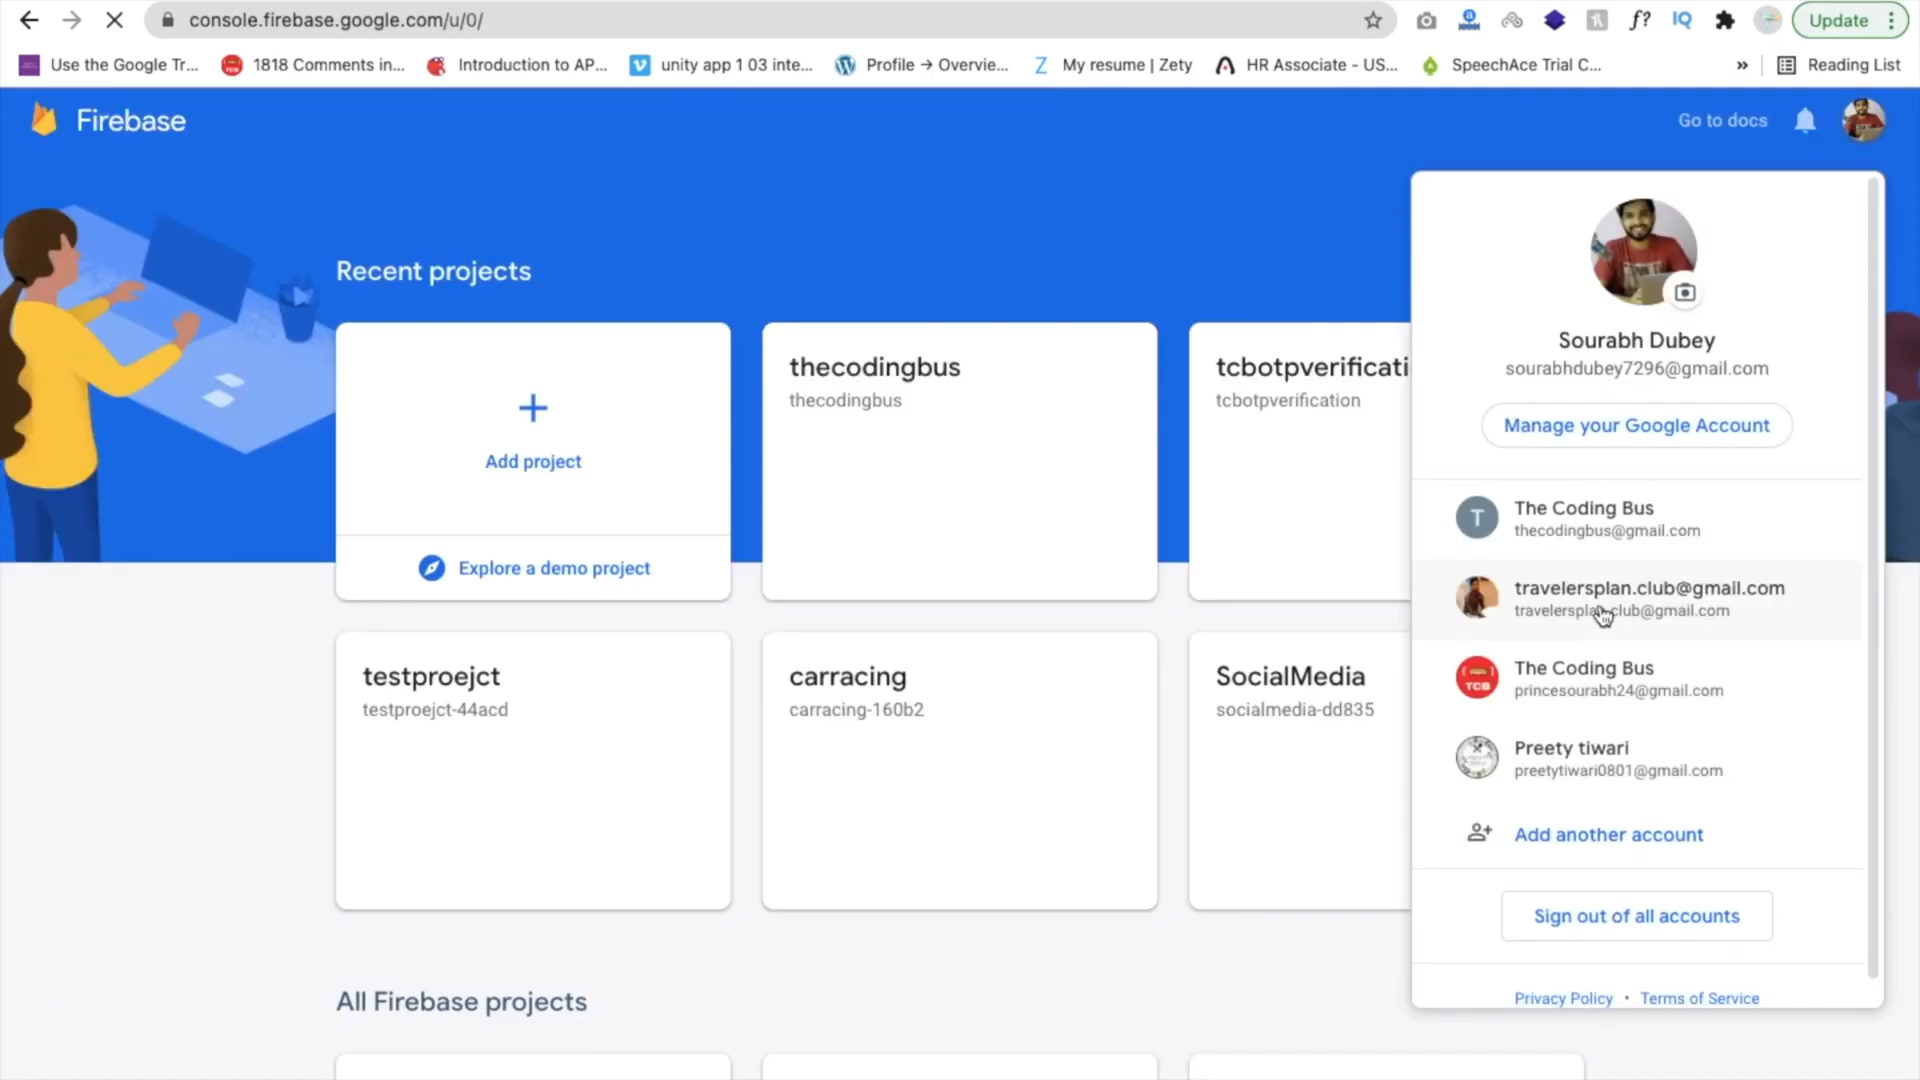 console.firebase.google.com/u/0/
Update
Use the Google Tr...
1818 Comments in...
Introduction to AP...
unity app 1 03 inte...
Profile → Overvie...
My resume | Zety
HR Associate - US...
SpeechAce Trial C...
»
Reading List
Firebase
Go to docs
Recent projects
Add project
Explore a demo project
thecodingbus
thecodingbus
tcbotpverificati
tcbotpverification
testproejct
testproejct-44acd
carracing
carracing-160b2
SocialMedia
socialmedia-dd835
All Firebase projects
Sourabh Dubey
sourabhdubey7296@gmail.com
Manage your Google Account
T
The Coding Bus
thecodingbus@gmail.com
travelersplan.club@gmail.com
travelersplan.club@gmail.com
TCB
The Coding Bus
princesourabh24@gmail.com
Preety tiwari
preetytiwari0801@gmail.com
Add another account
Sign out of all accounts
Privacy Policy • Terms of Service